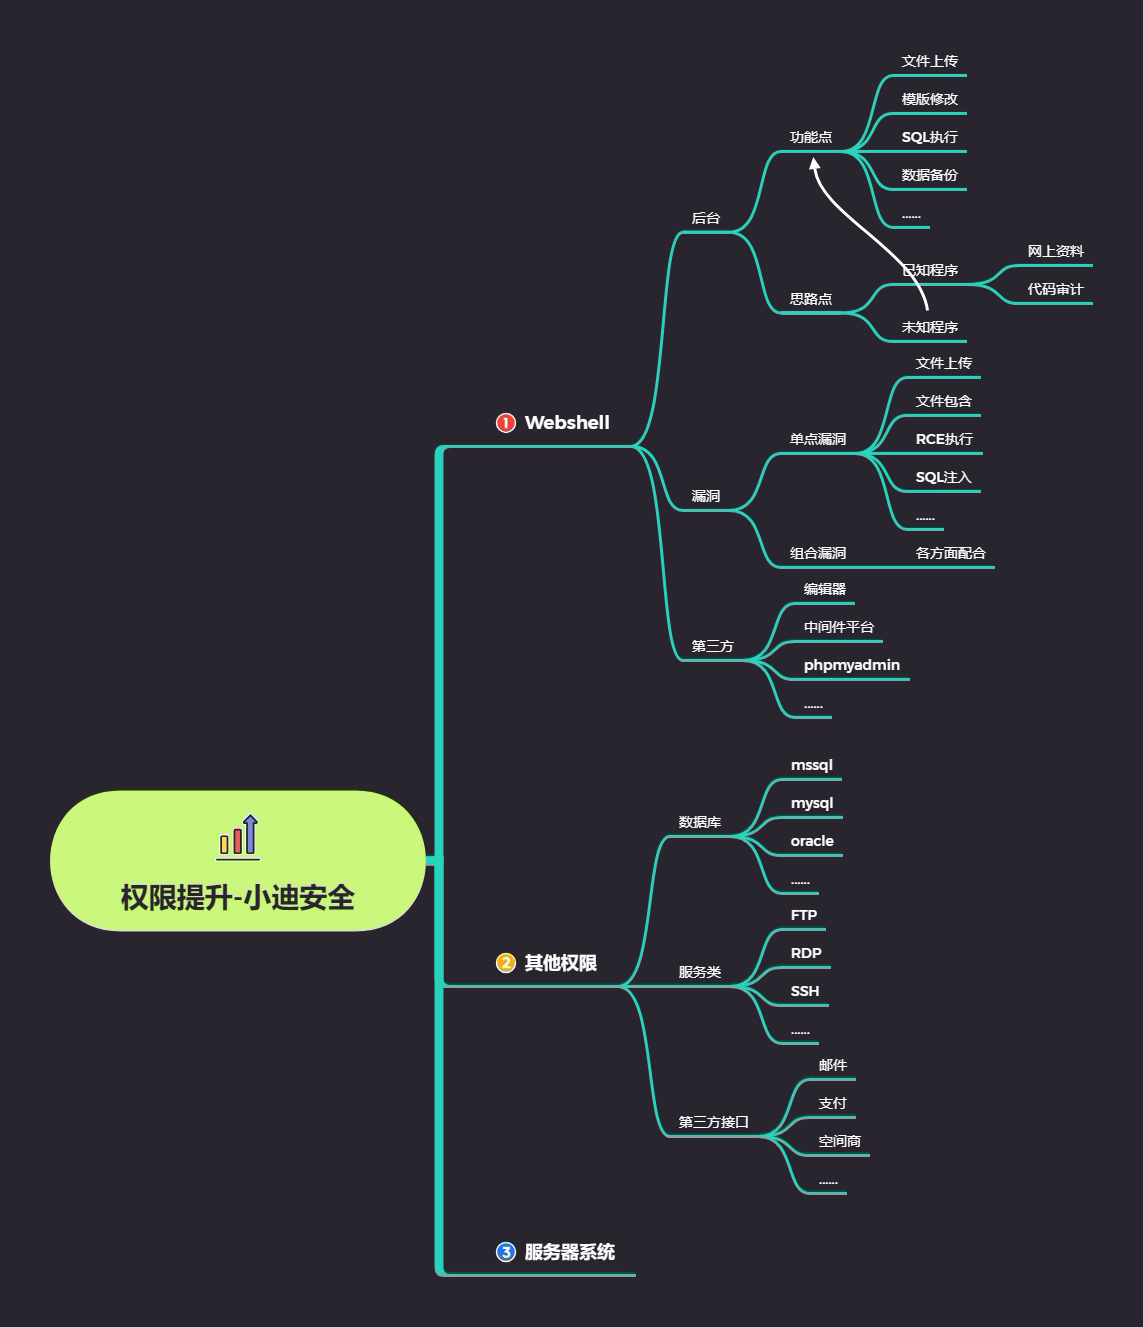 权限提升-小迪安全
1 Webshell
后台
功能点
文件上传
模版修改
SQL执行
数据备份
......
思路点
已知程序
网上资料
代码审计
未知程序
漏洞
单点漏洞
文件上传
文件包含
RCE执行
SQL注入
......
组合漏洞
各方面配合
第三方
编辑器
中间件平台
phpmyadmin
......
2 其他权限
数据库
mssql
mysql
oracle
......
服务类
FTP
RDP
SSH
......
第三方接口
邮件
支付
空间商
......
3 服务器系统